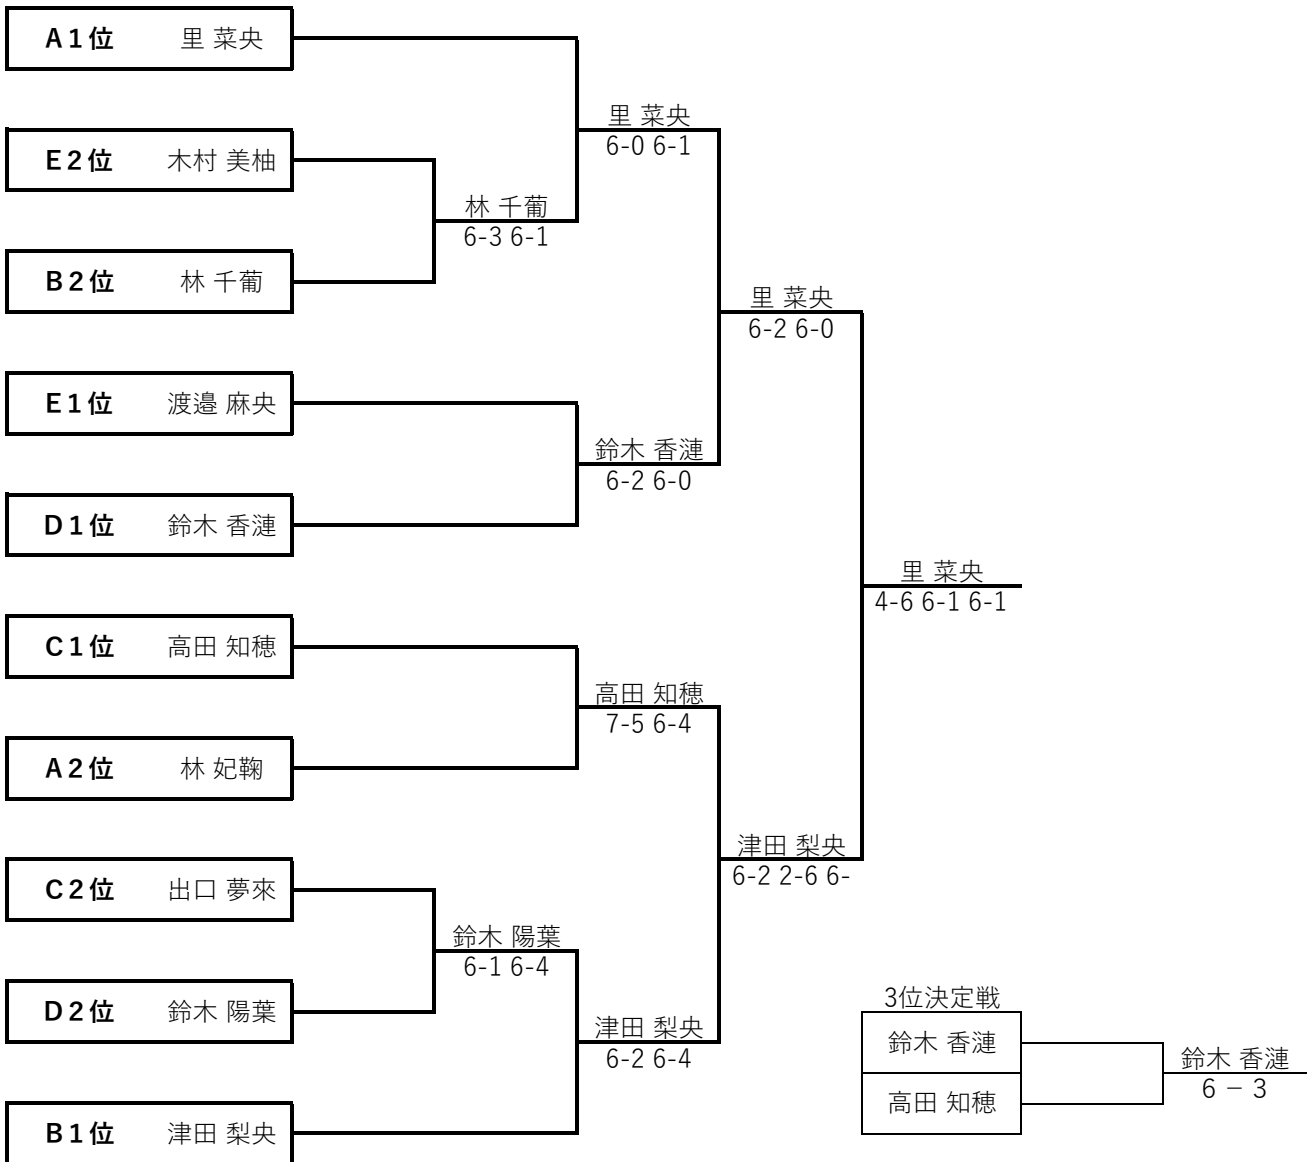 A1位 里 菜央
里 菜央
6-0 6-1
E2位 木村 美柚
林 千葡
6-3 6-1
B2位 林 千葡
里 菜央
6-2 6-0
E1位 渡邉 麻央
鈴木 香漣
6-2 6-0
D1位 鈴木 香漣
里 菜央
4-6 6-1 6-1
C1位 高田 知穂
高田 知穂
7-5 6-4
A2位 林 妃鞠
津田 梨央
6-2 2-6 6-
C2位 出口 夢來
鈴木 陽葉
6-1 6-4
D2位 鈴木 陽葉
津田 梨央
6-2 6-4
B1位 津田 梨央
3位決定戦
鈴木 香漣
高田 知穂
鈴木 香漣
6 − 3